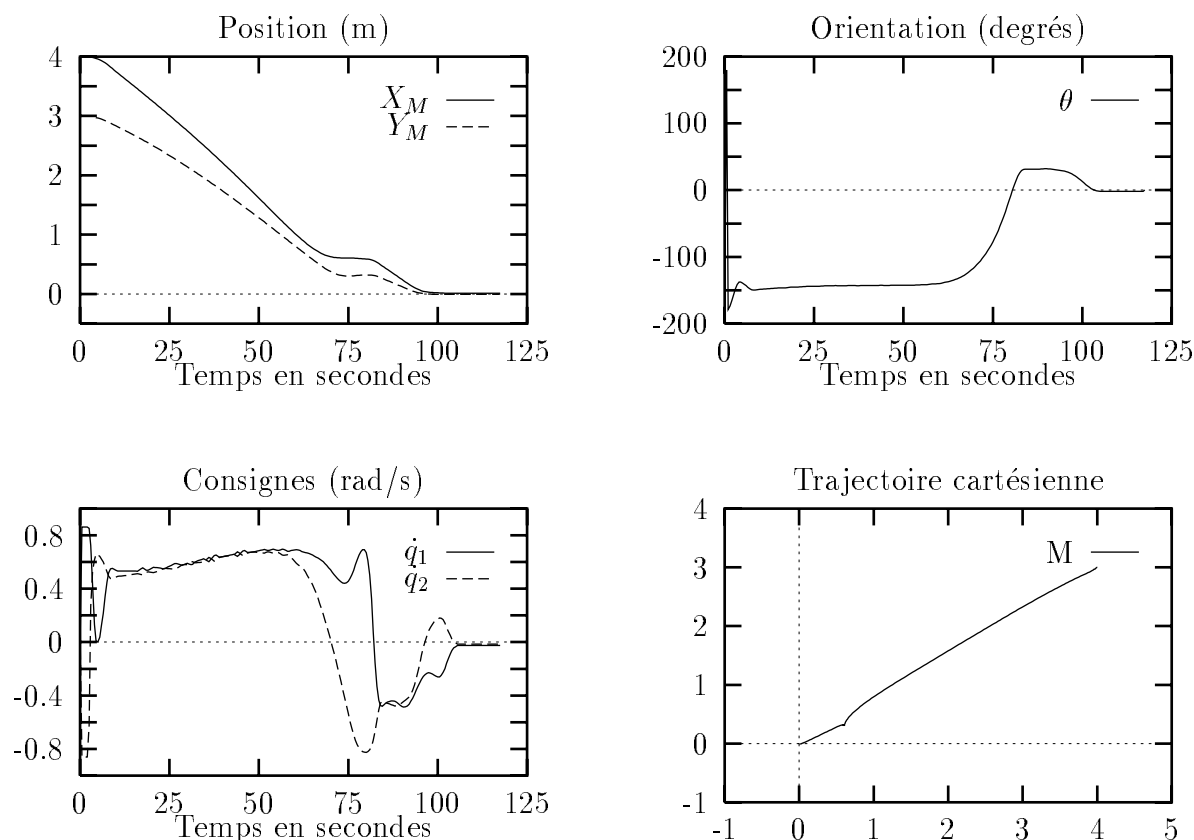 Position (m)
4
3
2
1
0
X_M
Y_M
0 25 50 75 100 125
Temps en secondes
Orientation (degrés)
200
100
0
-100
-200
θ
0 25 50 75 100 125
Temps en secondes
Consignes (rad/s)
0.8
0.4
0
-0.4
-0.8
q̇1
q̇2
0 25 50 75 100 125
Temps en secondes
Trajectoire cartésienne
4
3
2
1
0
-1
M
-1 0 1 2 3 4 5